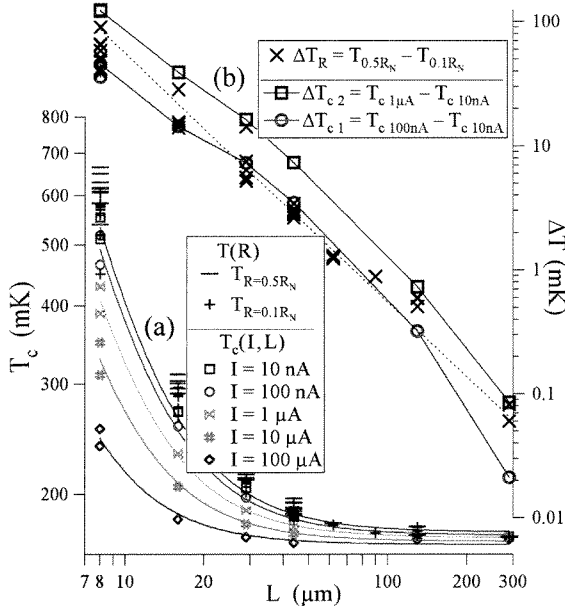 100
(b)
× ΔT_R = T_0.5R_N − T_0.1R_N
ΔT_c 2 = T_c 1μA − T_c 10nA
ΔT_c 1 = T_c 100nA − T_c 10nA
10
1
0.1
0.01
ΔT (mK)
800
700
600
500
400
300
200
T_c (mK)
(a)
T(R)
T_R=0.5R_N
+ T_R=0.1R_N
T_c(I,L)
I = 10 nA
I = 100 nA
I = 1 μA
I = 10 μA
I = 100 μA
7 8 10 20 40 60 100 200 300
L (μm)